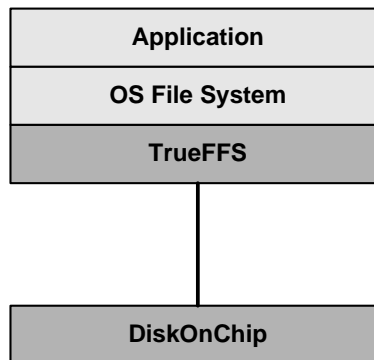 Application
OS File System
TrueFFS
DiskOnChip